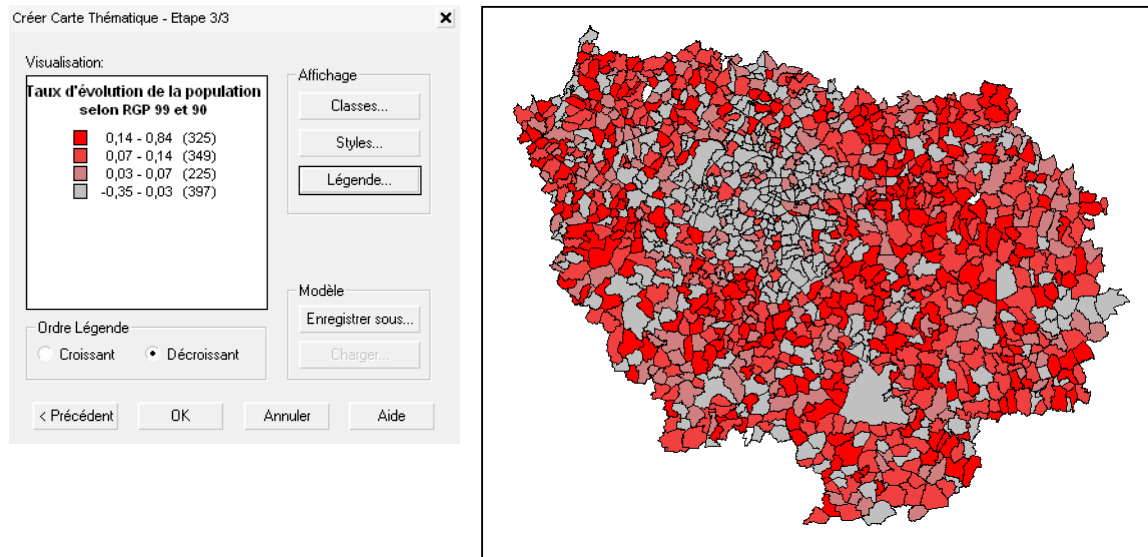 Créer Carte Thématique - Etape 3/3
Visualisation:
Taux d'évolution de la population
selon RGP 99 et 90
0,14 - 0,84 (325)
0,07 - 0,14 (349)
0,03 - 0,07 (225)
-0,35 - 0,03 (397)
Affichage
Classes...
Styles...
Légende...
Ordre Légende
Croissant
Décroissant
Modèle
Enregistrer sous...
Charger...
< Précédent
OK
Annuler
Aide